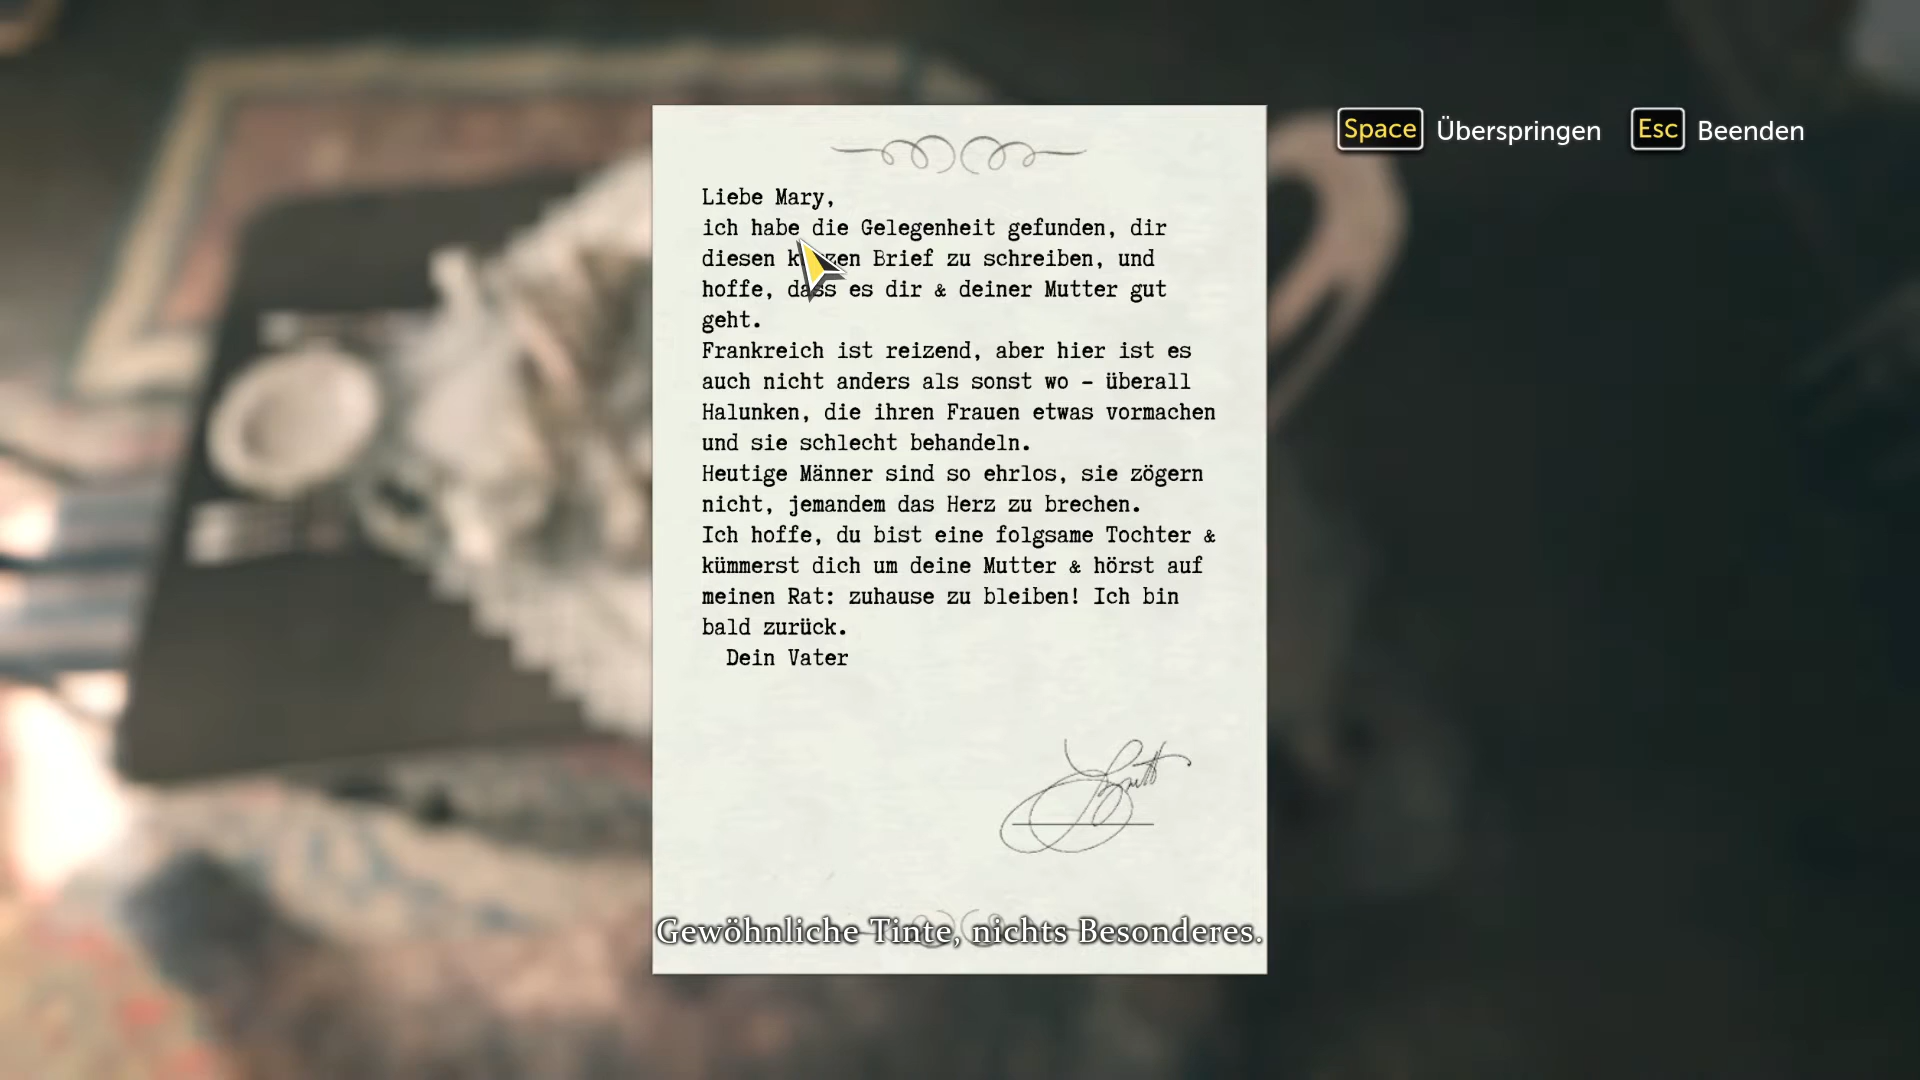 Space Überspringen Esc Beenden
Liebe Mary,
ich habe die Gelegenheit gefunden, dir
diesen kurzen Brief zu schreiben, und
hoffe, dass es dir & deiner Mutter gut
geht.
Frankreich ist reizend, aber hier ist es
auch nicht anders als sonst wo – überall
Halunken, die ihren Frauen etwas vormachen
und sie schlecht behandeln.
Heutige Männer sind so ehrlos, sie zögern
nicht, jemandem das Herz zu brechen.
Ich hoffe, du bist eine folgsame Tochter &
kümmerst dich um deine Mutter & hörst auf
meinen Rat: zuhause zu bleiben! Ich bin
bald zurück.
Dein Vater
Gewöhnliche Tinte, nichts Besonderes.